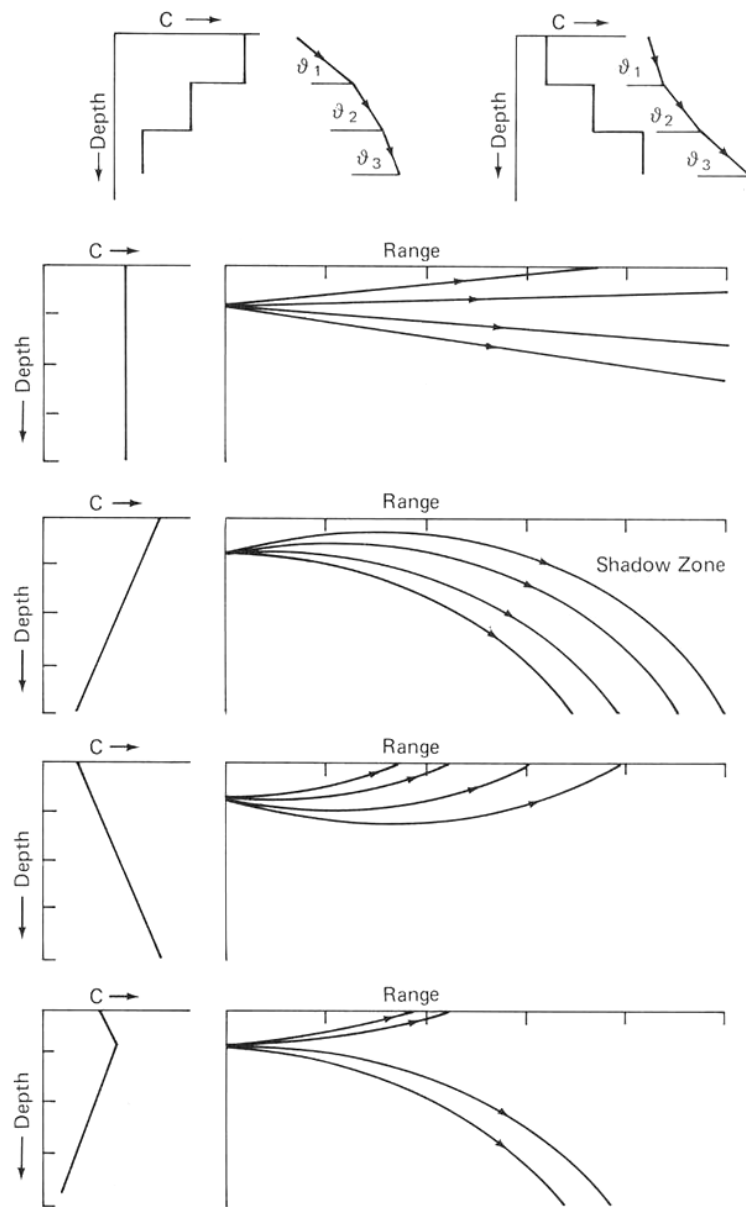 C →
← Depth
ϑ1
ϑ2
ϑ3
C →
← Depth
ϑ1
ϑ2
ϑ3
C →
Range
← Depth
C →
Range
← Depth
Shadow Zone
C →
Range
← Depth
C →
Range
← Depth